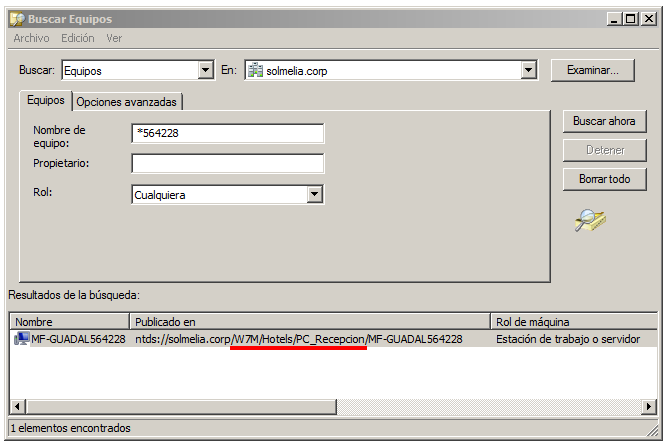 Buscar Equipos
Archivo Edición Ver
Buscar: Equipos En: solmelia.corp Examinar...
Equipos Opciones avanzadas
Nombre de equipo: *564228
Propietario:
Rol: Cualquiera
Buscar ahora
Detener
Borrar todo
Resultados de la búsqueda:
Nombre Publicado en Rol de máquina
MF-GUADAL564228 ntds://solmelia.corp/W7M/Hotels/PC_Recepcion/MF-GUADAL564228 Estación de trabajo o servidor
1 elementos encontrados